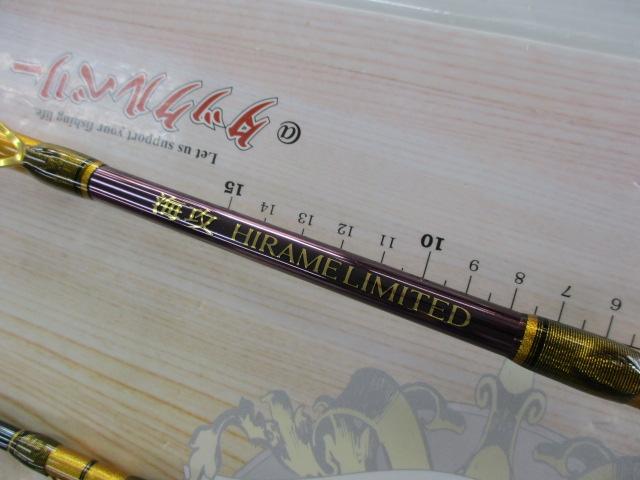 @タックルベリー
Let us support your fishing life.
15 14 13 12 11 10 9 8 7 6
海攻 HIRAME LIMITED